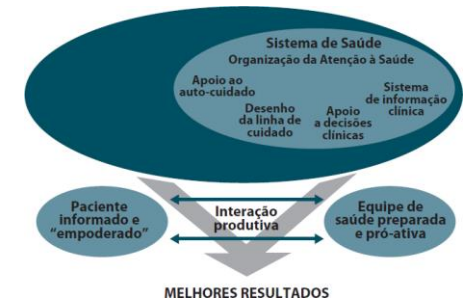 Sistema de Saúde
Organização da Atenção à Saúde
Apoio ao
auto-cuidado
Desenho
da linha de
cuidado
Apoio
a decisões
clínicas
Sistema
de informação
clínica
Paciente
informado e
“empoderado”
Interação
produtiva
Equipe de
saúde preparada
e pró-ativa
MELHORES RESULTADOS